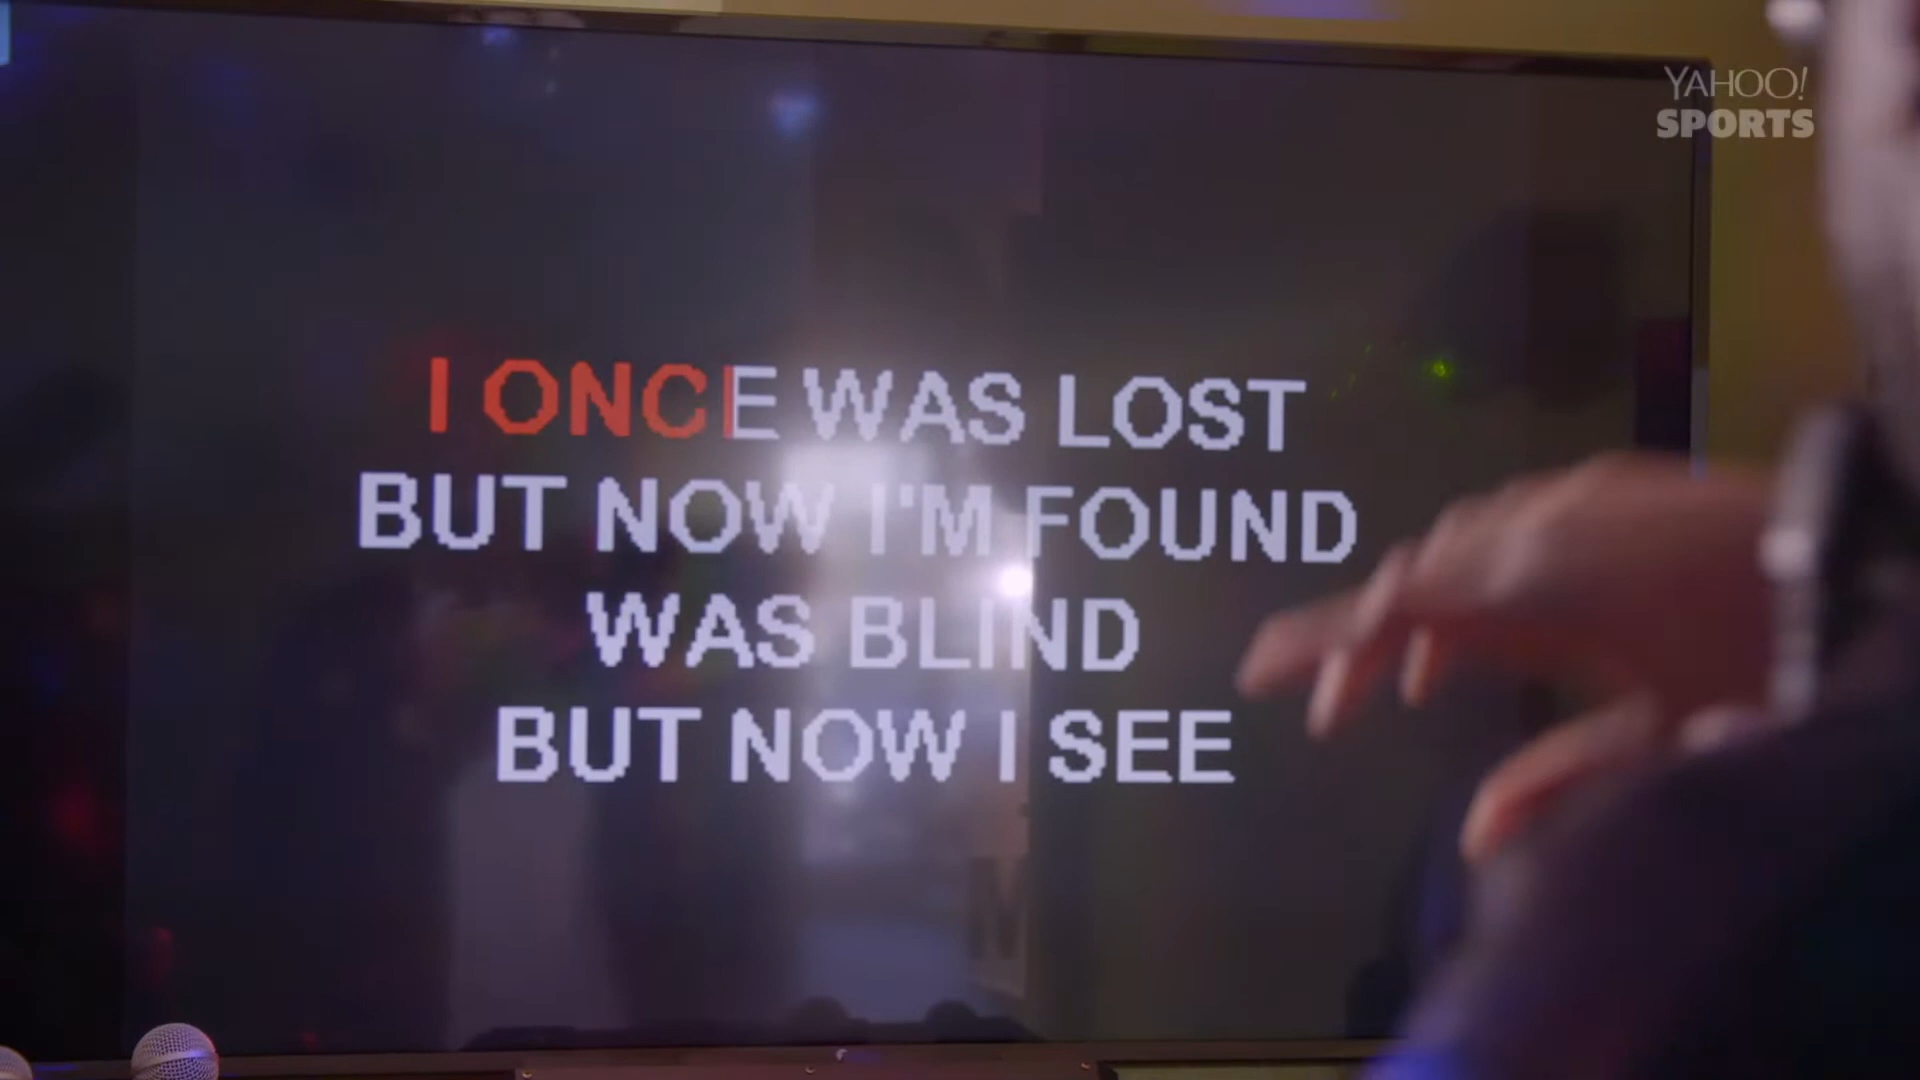 YAHOO!
SPORTS
I ONCE WAS LOST
BUT NOW I'M FOUND
WAS BLIND
BUT NOW I SEE